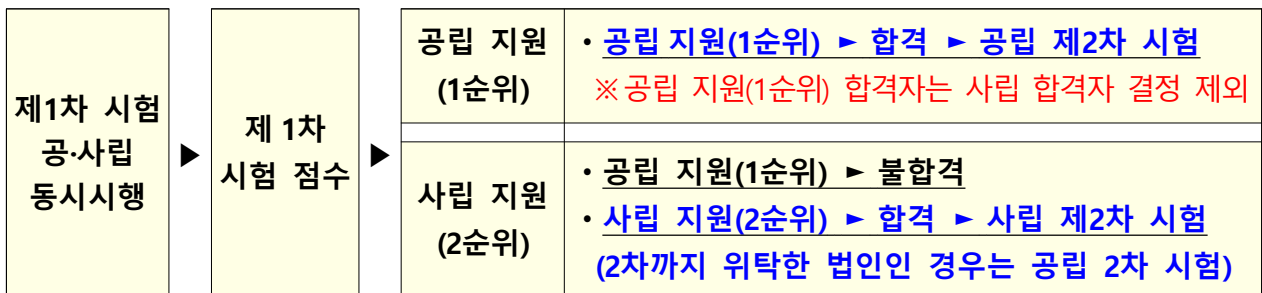 제1차 시험
공·사립
동시시행
▶
제 1차
시험 점수
▶
공립 지원
(1순위)
· 공립 지원(1순위) ► 합격 ► 공립 제2차 시험
※ 공립 지원(1순위) 합격자는 사립 합격자 결정 제외
사립 지원
(2순위)
· 공립 지원(1순위) ► 불합격
· 사립 지원(2순위) ► 합격 ► 사립 제2차 시험
(2차까지 위탁한 법인인 경우는 공립 2차 시험)